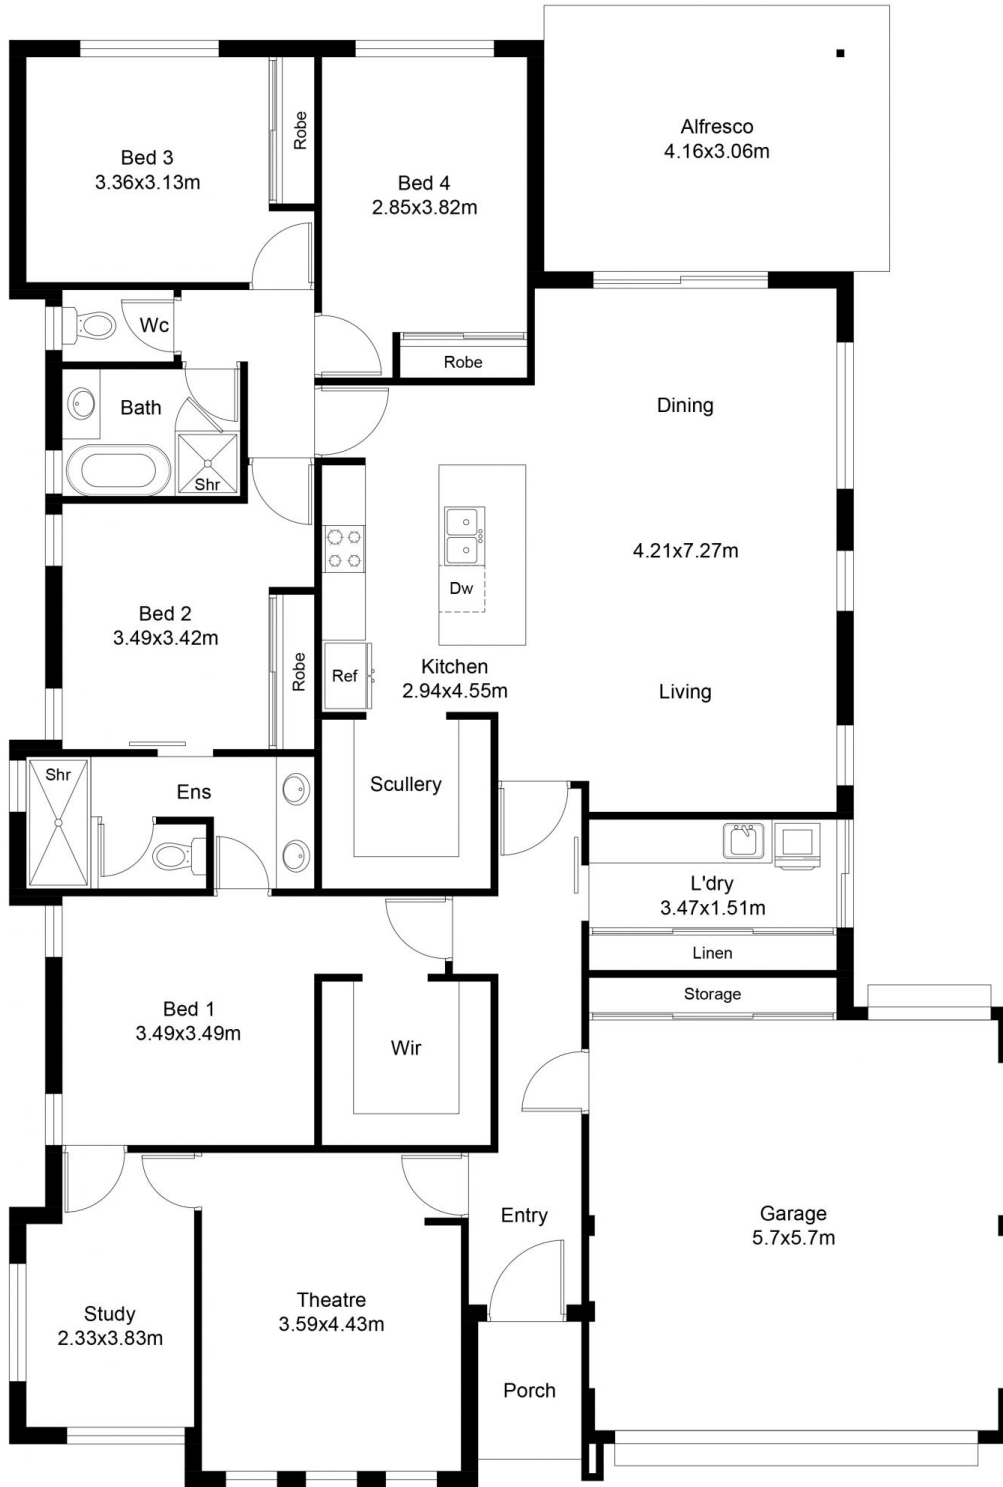 Alfresco
4.16x3.06m
Bed 3
3.36x3.13m
Robe
Bed 4
2.85x3.82m
Robe
Wc
Bath
Shr
Dining
4.21x7.27m
Living
Dw
Kitchen
2.94x4.55m
Ref
Bed 2
3.49x3.42m
Robe
Shr
Ens
Scullery
L'dry
3.47x1.51m
Linen
Storage
Bed 1
3.49x3.49m
Wir
Entry
Garage
5.7x5.7m
Study
2.33x3.83m
Theatre
3.59x4.43m
Porch